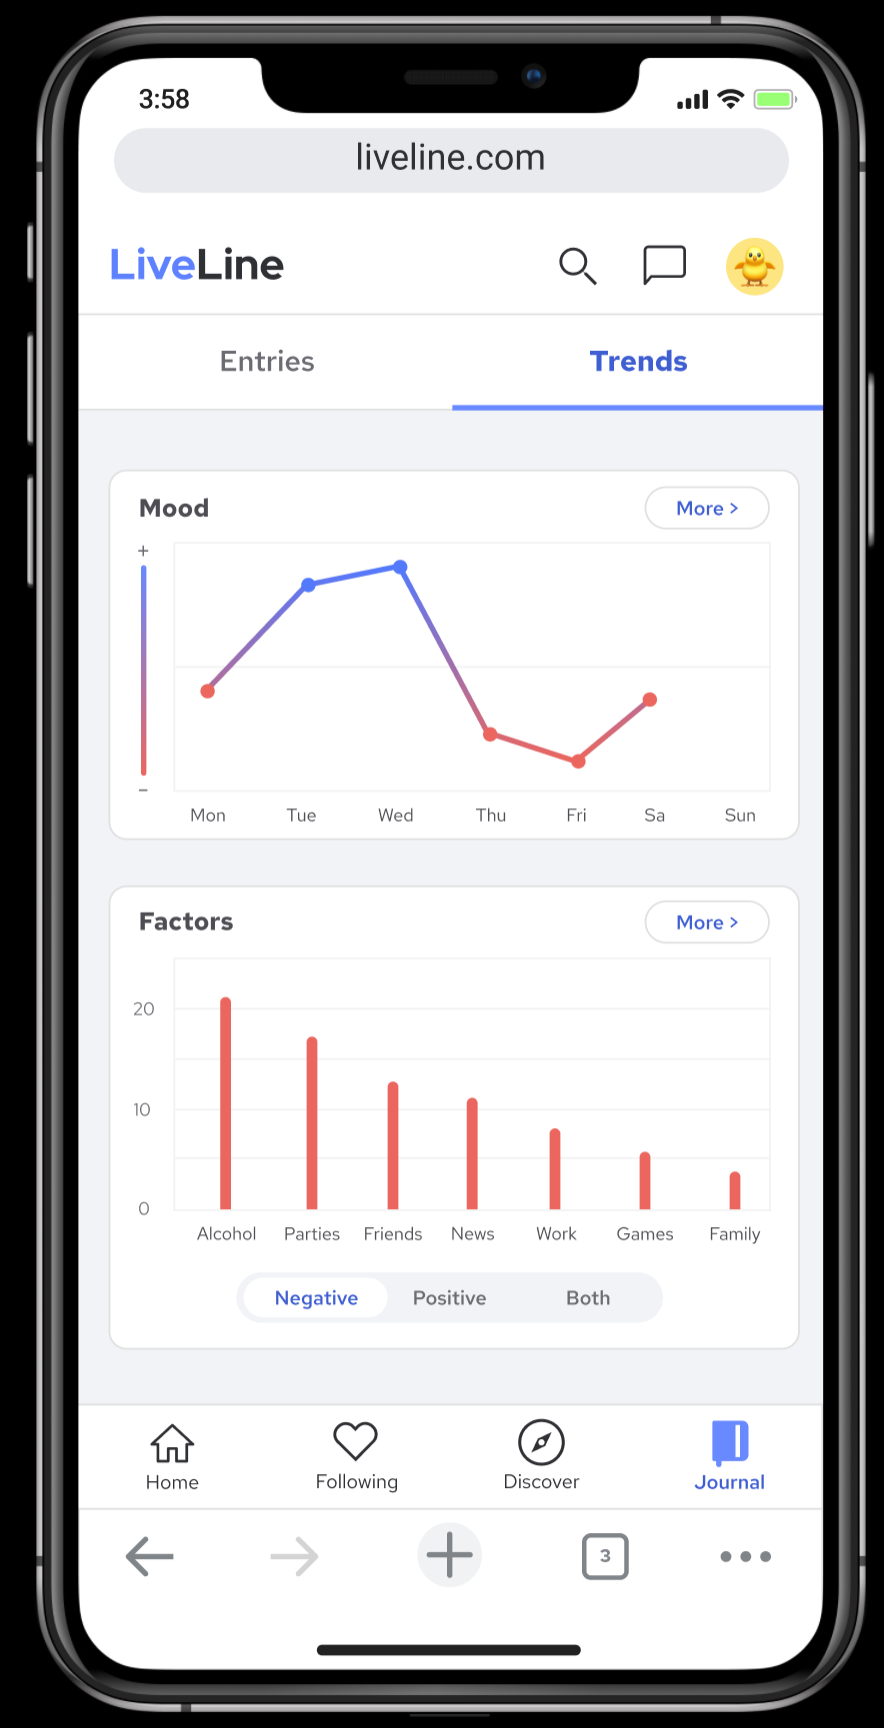 3:58
liveline.com
LiveLine
Entries Trends
Mood More >
+
-
Mon Tue Wed Thu Fri Sa Sun
Factors More >
20
10
0
Alcohol Parties Friends News Work Games Family
Negative Positive Both
Home Following Discover Journal
3